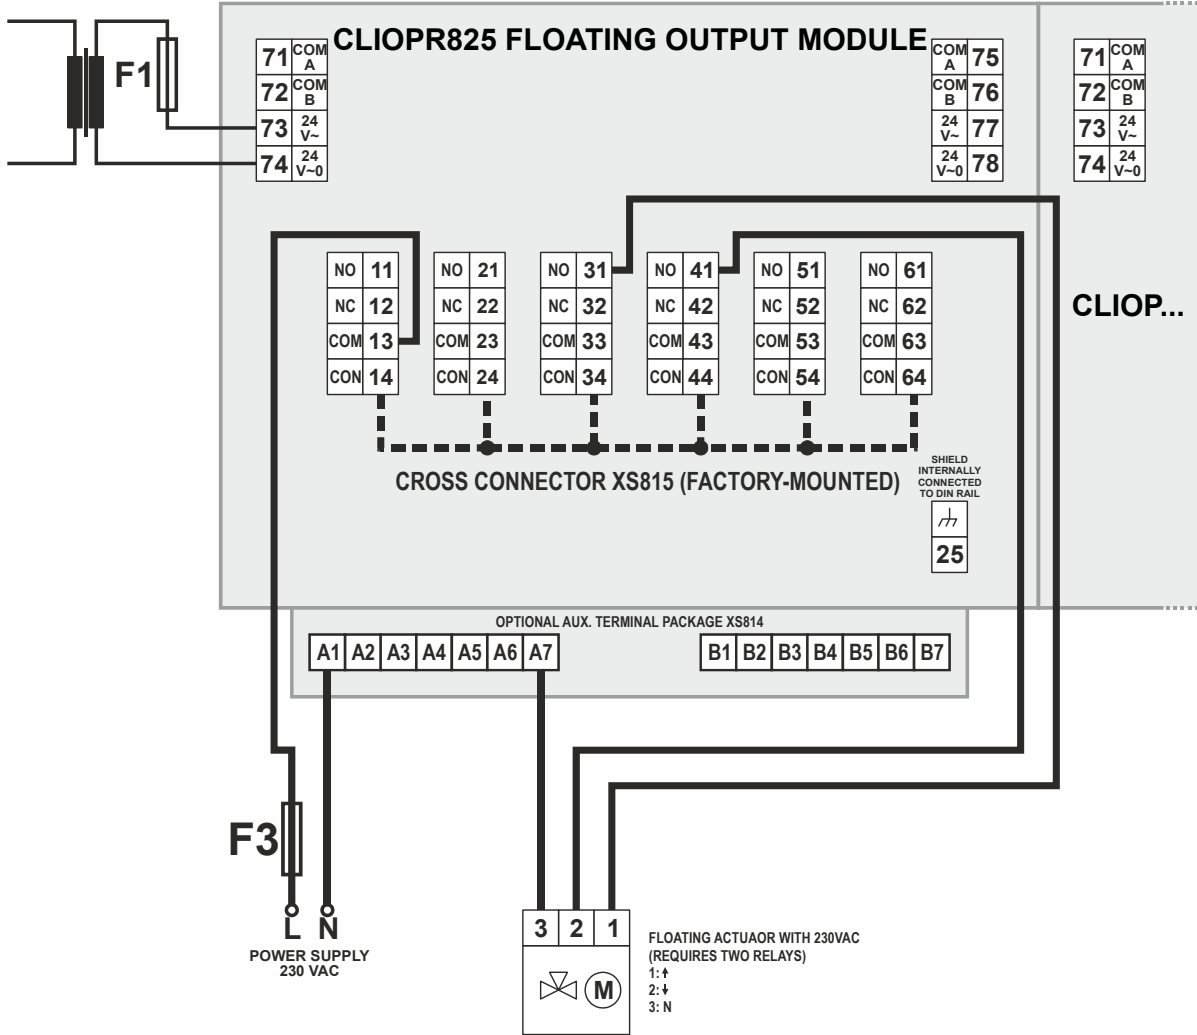 CLIOPR825 FLOATING OUTPUT MODULE
F1
71 COM A
72 COM B
73 24 V~
74 24 V~0
COM A 75
COM B 76
24 V~ 77
24 V~0 78
71 COM A
72 COM B
73 24 V~
74 24 V~0
NO 11 NO 21 NO 31 NO 41 NO 51 NO 61
NC 12 NC 22 NC 32 NC 42 NC 52 NC 62
COM 13 COM 23 COM 33 COM 43 COM 53 COM 63
CON 14 CON 24 CON 34 CON 44 CON 54 CON 64
CLIOP...
CROSS CONNECTOR XS815 (FACTORY-MOUNTED)
SHIELD
INTERNALLY
CONNECTED
TO DIN RAIL
25
OPTIONAL AUX. TERMINAL PACKAGE XS814
A1 A2 A3 A4 A5 A6 A7 B1 B2 B3 B4 B5 B6 B7
F3
L N
POWER SUPPLY
230 VAC
3 2 1
M
FLOATING ACTUAOR WITH 230VAC
(REQUIRES TWO RELAYS)
1: ↑
2: ↓
3: N